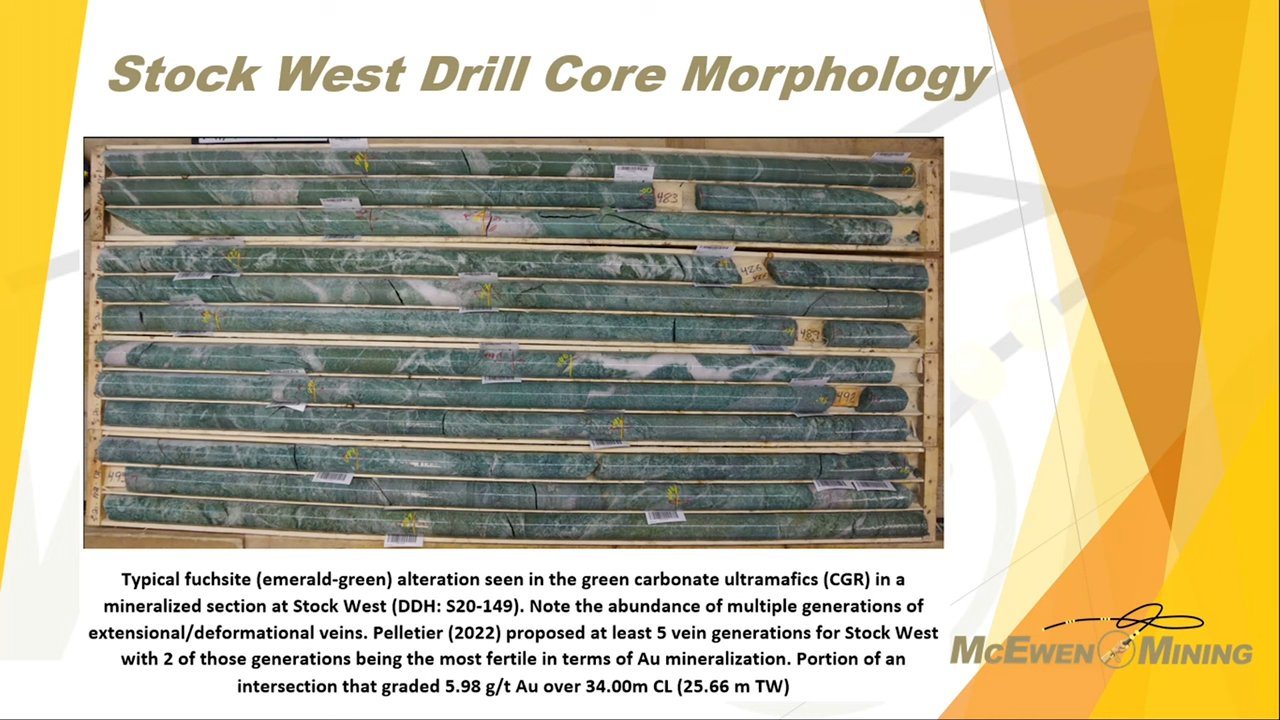 Stock West Drill Core Morphology
483
486
489
492
495
Typical fuchsite (emerald-green) alteration seen in the green carbonate ultramafics (CGR) in a
mineralized section at Stock West (DDH: S20-149). Note the abundance of multiple generations of
extensional/deformational veins. Pelletier (2022) proposed at least 5 vein generations for Stock West
with 2 of those generations being the most fertile in terms of Au mineralization. Portion of an
intersection that graded 5.98 g/t Au over 34.00m CL (25.66 m TW)
MCEWEN MINING